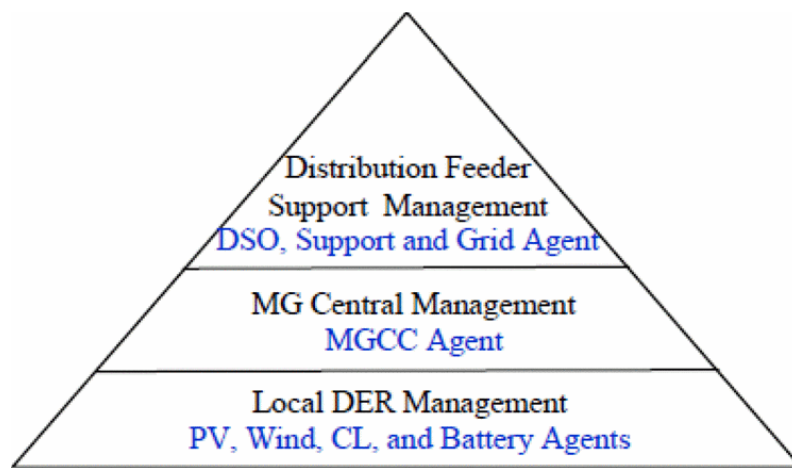 Distribution Feeder
Support Management
DSO, Support and Grid Agent
MG Central Management
MGCC Agent
Local DER Management
PV, Wind, CL, and Battery Agents